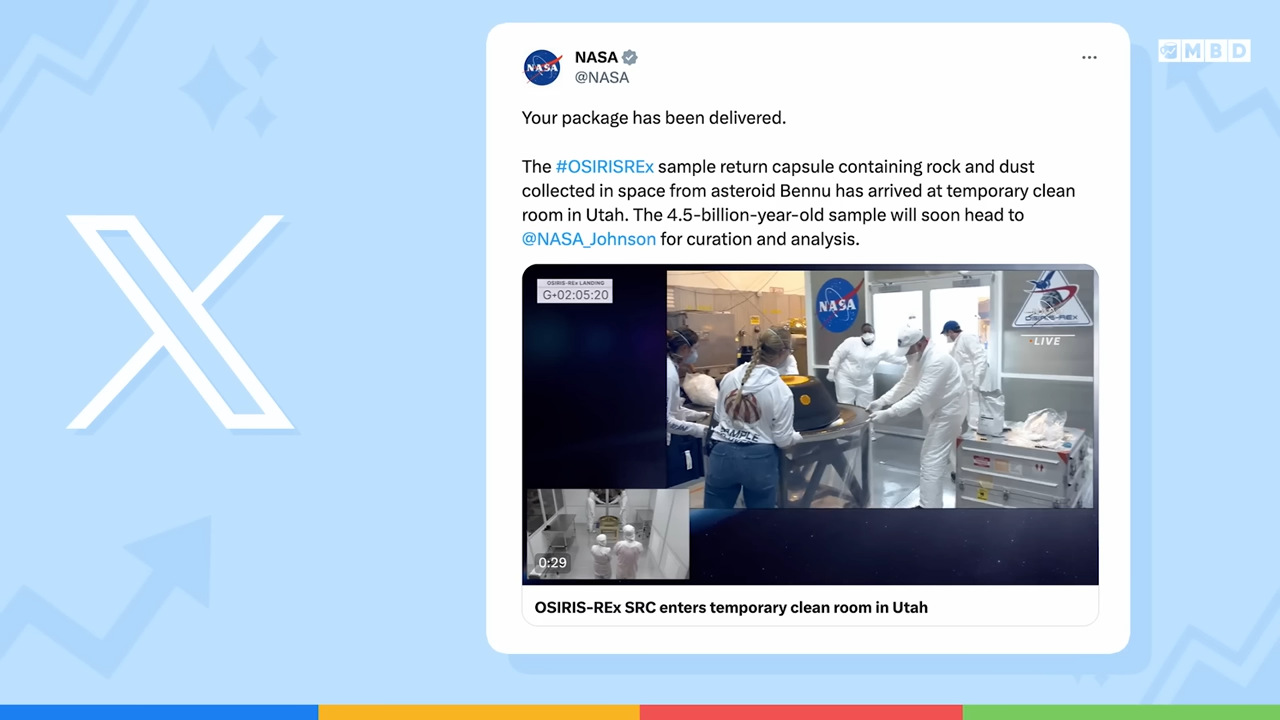 MBD
NASA
@NASA
Your package has been delivered.
The #OSIRISREx sample return capsule containing rock and dust
collected in space from asteroid Bennu has arrived at temporary clean
room in Utah. The 4.5-billion-year-old sample will soon head to
@NASA_Johnson for curation and analysis.
OSIRIS-REx LANDING
G+02:05:20
NASA
OSIRIS-REx
LIVE
SAMPLE
0:29
OSIRIS-REx SRC enters temporary clean room in Utah